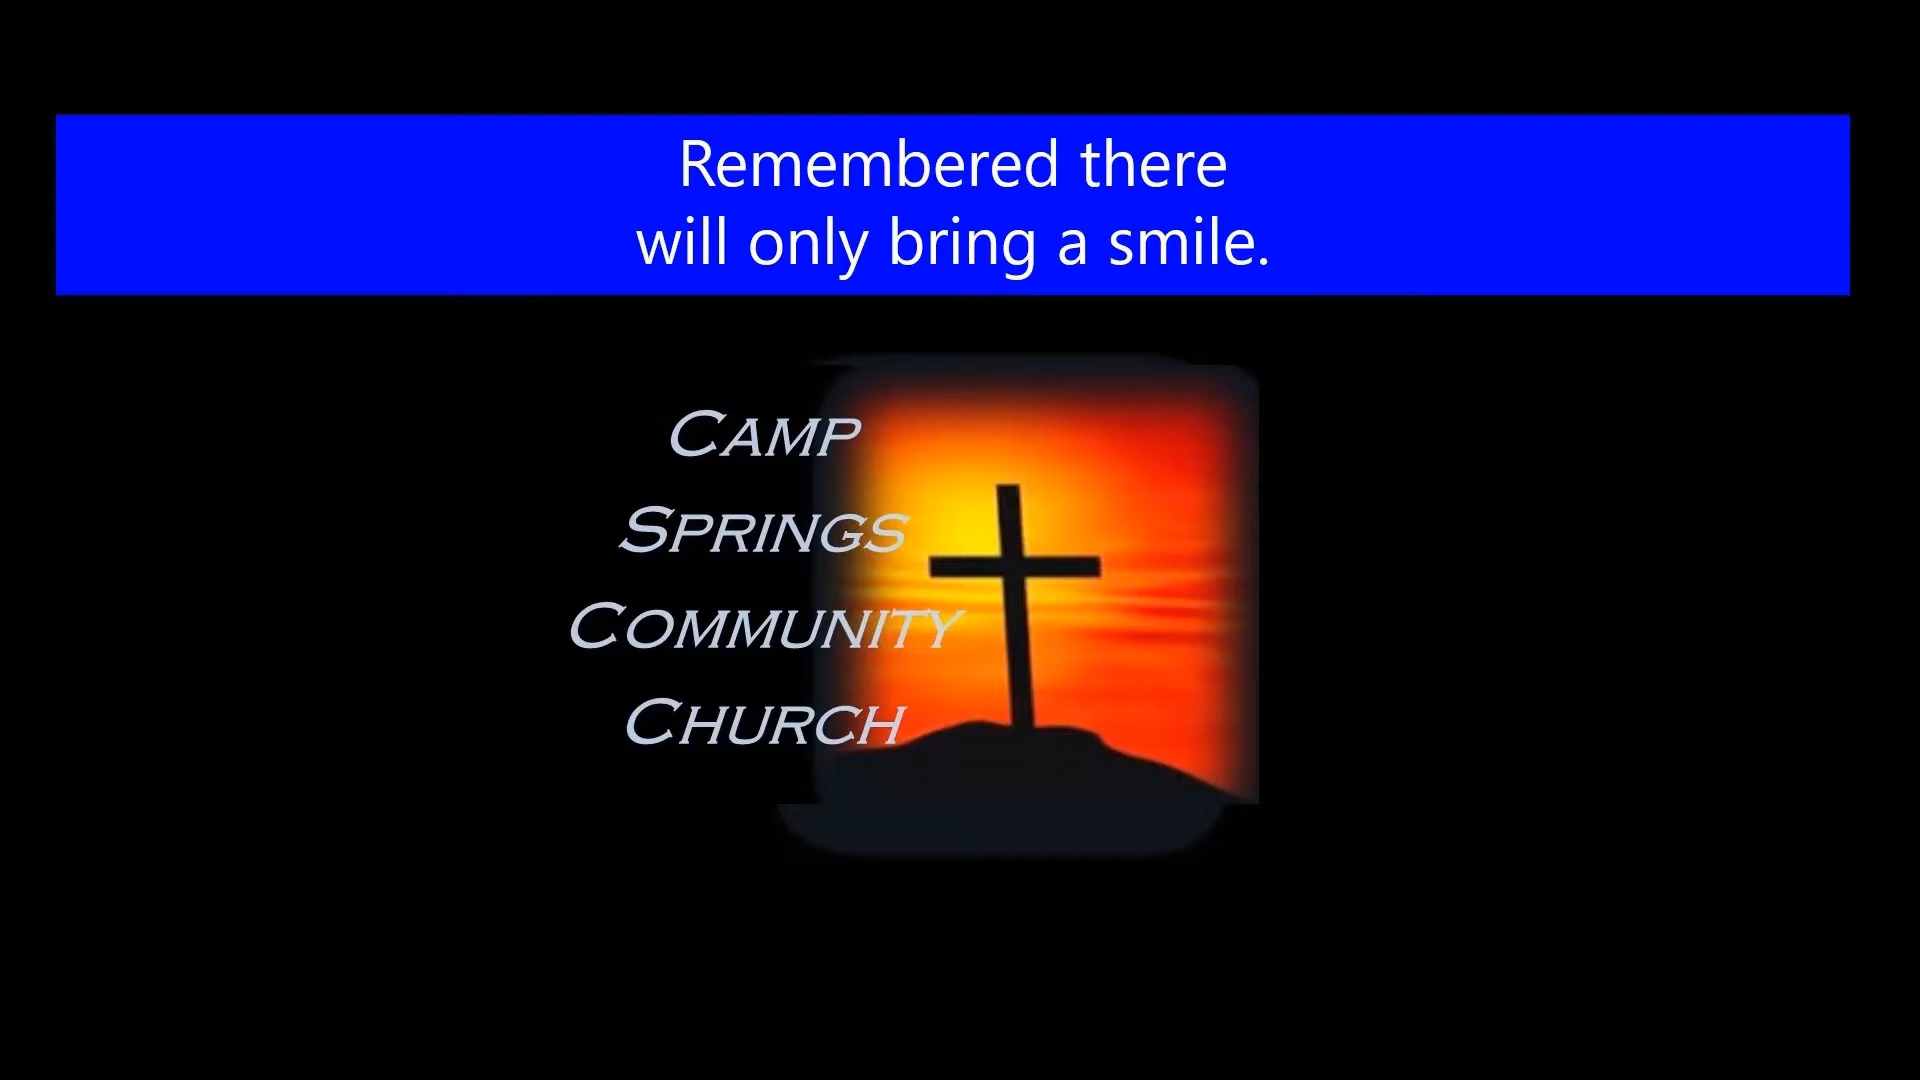 Remembered there
will only bring a smile.
Camp
Springs
Community
Church